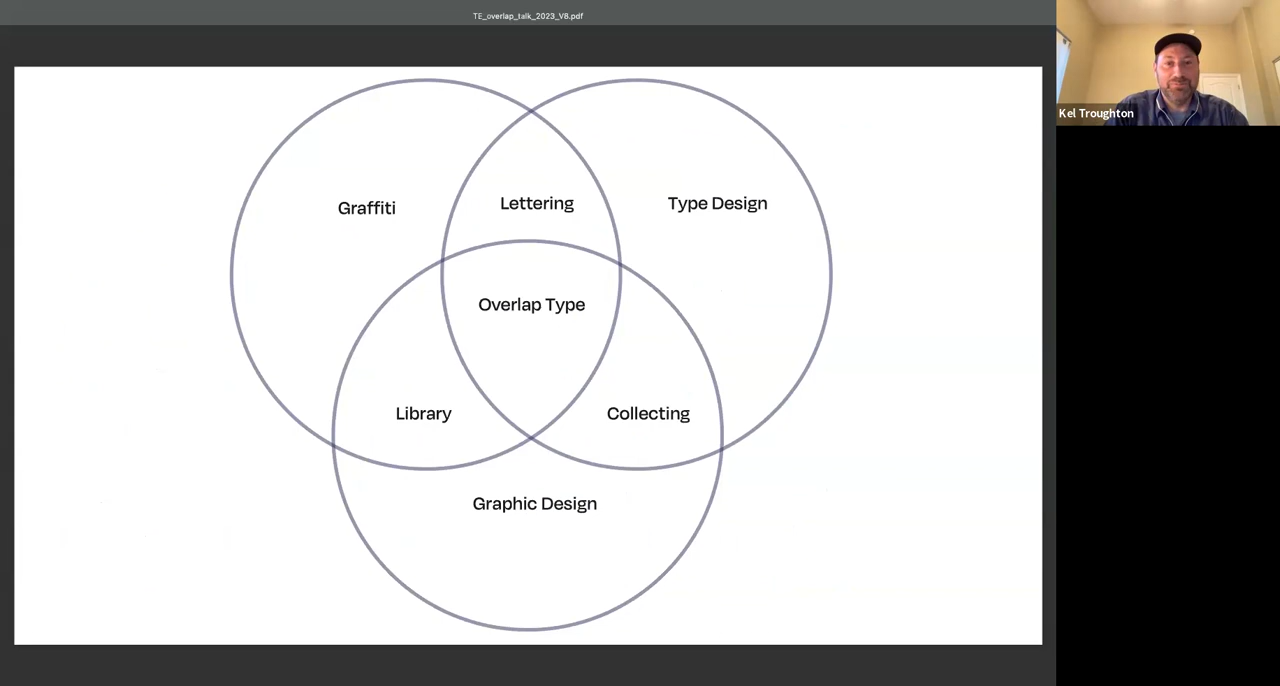 TE_overlap_talk_2023_V8.pdf
Kel Troughton
Graffiti
Lettering
Type Design
Overlap Type
Library
Collecting
Graphic Design